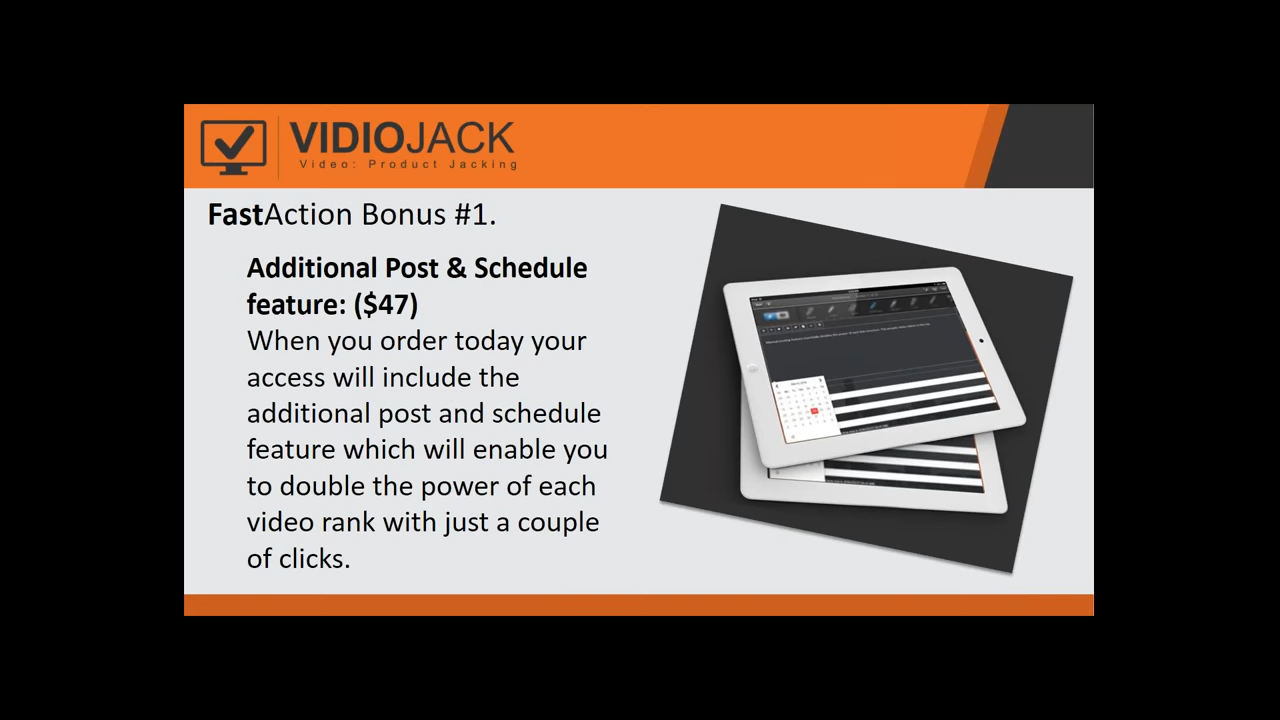 VIDIOJACK
Video: Product Jacking
FastAction Bonus #1.
Additional Post & Schedule
feature: ($47)
When you order today your
access will include the
additional post and schedule
feature which will enable you
to double the power of each
video rank with just a couple
of clicks.